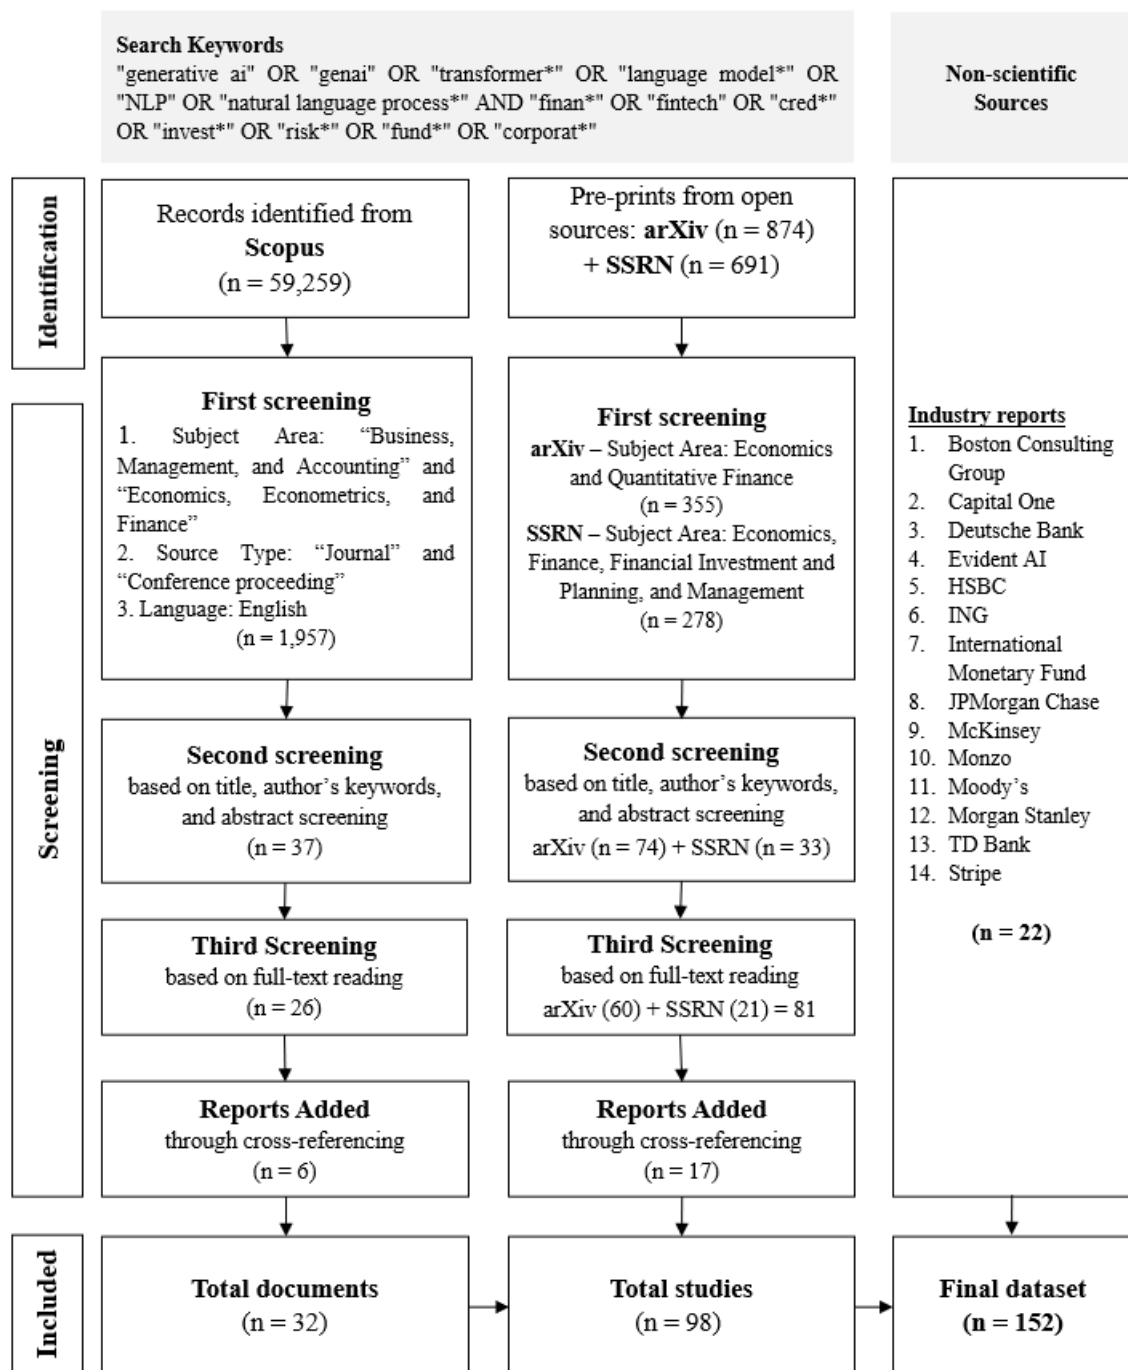 Search Keywords
"generative ai" OR "genai" OR "transformer*" OR "language model*" OR
"NLP" OR "natural language process*" AND "finan*" OR "fintech" OR "cred*"
OR "invest*" OR "risk*" OR "fund*" OR "corporat*"
Non-scientific
Sources
Identification
Records identified from
Scopus
(n = 59,259)
Pre-prints from open
sources: arXiv (n = 874)
+ SSRN (n = 691)
Screening
First screening
1. Subject Area: “Business,
Management, and Accounting” and
“Economics, Econometrics, and
Finance”
2. Source Type: “Journal” and
“Conference proceeding”
3. Language: English
(n = 1,957)
First screening
arXiv – Subject Area: Economics
and Quantitative Finance
(n = 355)
SSRN – Subject Area: Economics,
Finance, Financial Investment and
Planning, and Management
(n = 278)
Second screening
based on title, author’s keywords,
and abstract screening
(n = 37)
Second screening
based on title, author’s keywords,
and abstract screening
arXiv (n = 74) + SSRN (n = 33)
Third Screening
based on full-text reading
(n = 26)
Third Screening
based on full-text reading
arXiv (60) + SSRN (21) = 81
Reports Added
through cross-referencing
(n = 6)
Reports Added
through cross-referencing
(n = 17)
Industry reports
1. Boston Consulting
Group
2. Capital One
3. Deutsche Bank
4. Evident AI
5. HSBC
6. ING
7. International
Monetary Fund
8. JPMorgan Chase
9. McKinsey
10. Monzo
11. Moody’s
12. Morgan Stanley
13. TD Bank
14. Stripe
(n = 22)
Included
Total documents
(n = 32)
Total studies
(n = 98)
Final dataset
(n = 152)